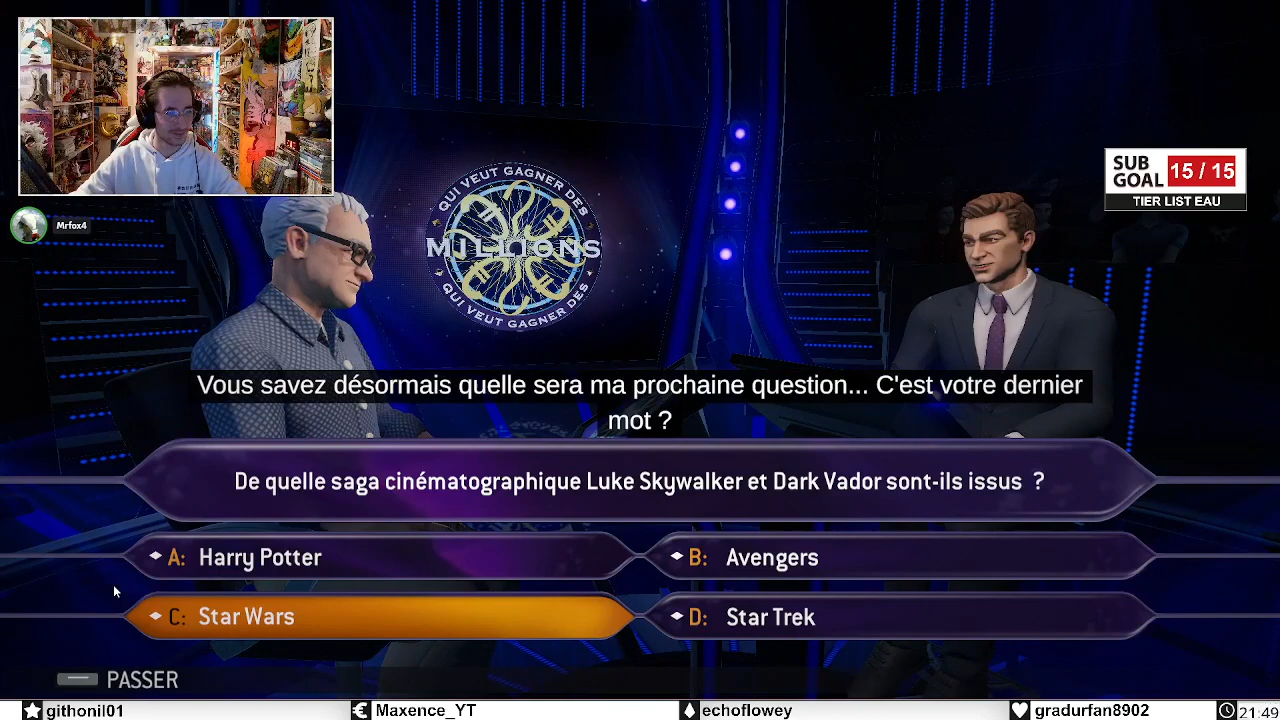 SUB
GOAL
15 / 15
TIER LIST EAU
Mrfox4
QUI VEUT GAGNER DES
MILLIONS
QUI VEUT GAGNER DES
Vous savez désormais quelle sera ma prochaine question... C'est votre dernier
mot ?
De quelle saga cinématographique Luke Skywalker et Dark Vador sont-ils issus ?
A: Harry Potter
B: Avengers
C: Star Wars
D: Star Trek
PASSER
githonil01
Maxence_YT
echoflowey
gradurfan8902
21:49